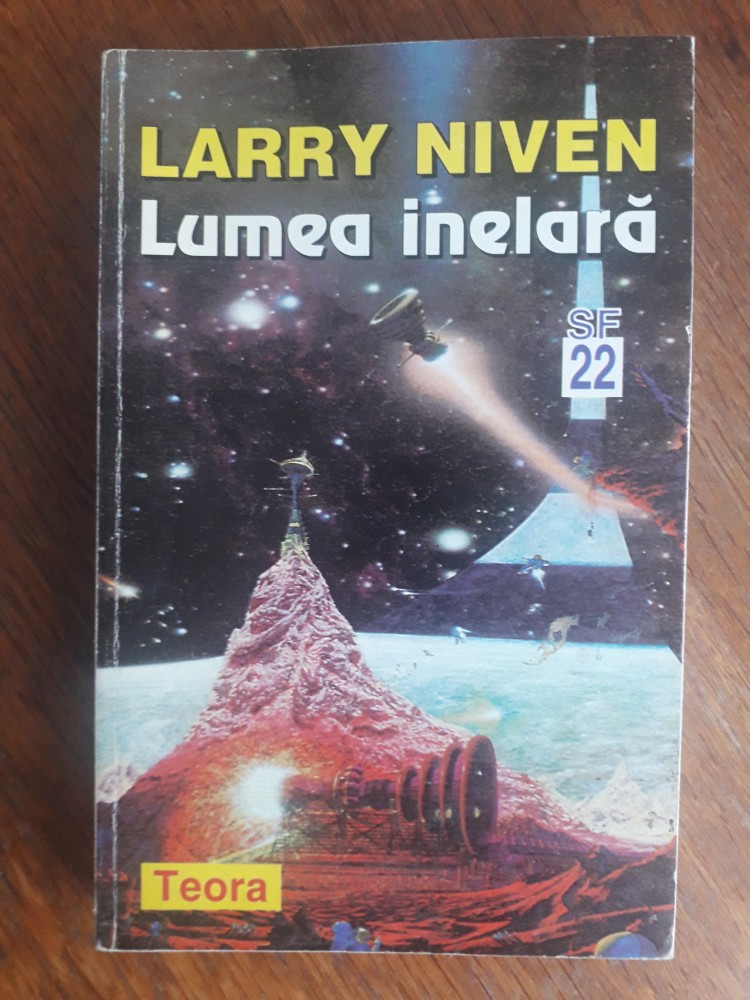 LARRY NIVEN
Lumea inelară
SF
22
Teora